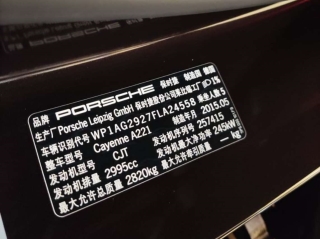 品牌 PORSCHE 保时捷 制造国 德国
生产厂 Porsche Leipzig GmbH 保时捷股份公司莱比锡工厂
车辆识别代号 WP1AG2927FLA24558 乘坐人数 5
整车型号 Cayenne A221 制造年月 2015.05
发动机型号 CJT 发动机序列号 257415
发动机排量 2995cc 发动机最大净功率 245kW
最大允许总质量 2820kg — kg